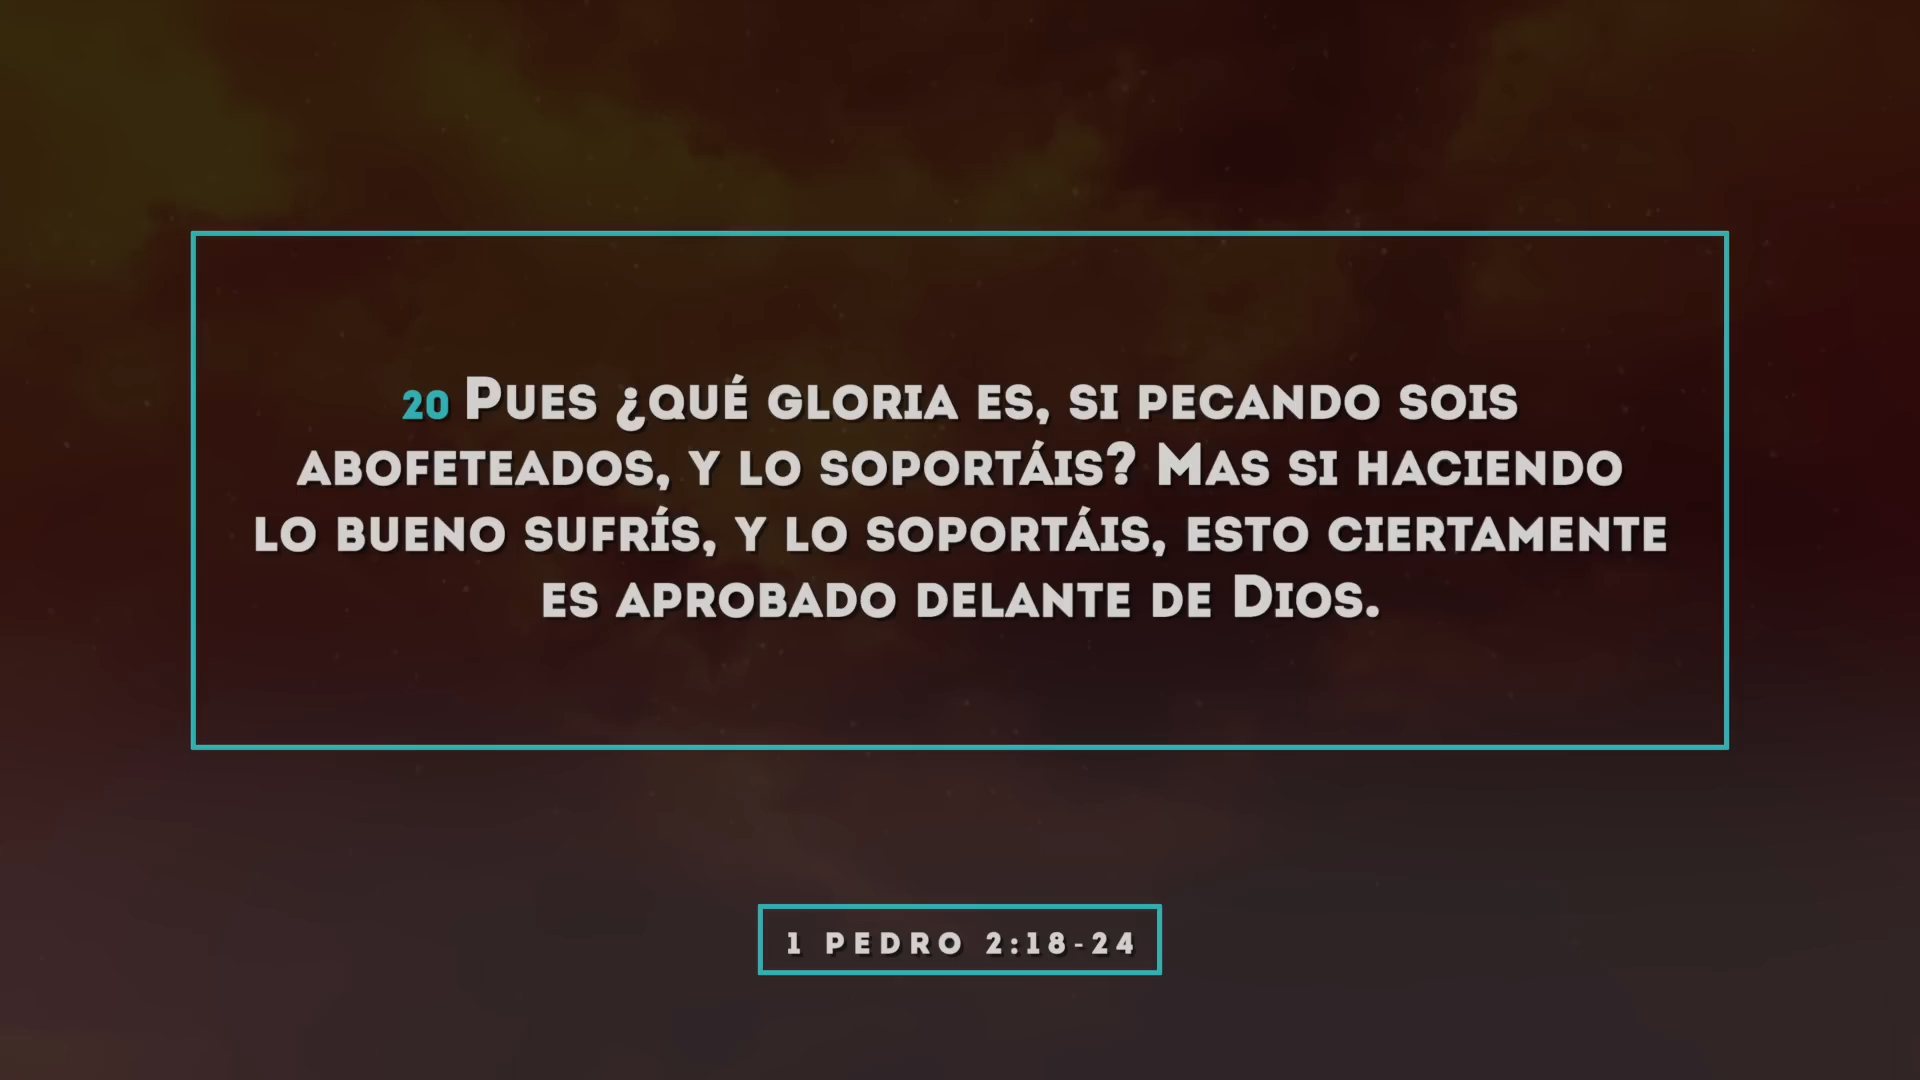 20 Pues ¿qué gloria es, si pecando sois
abofeteados, y lo soportáis? Mas si haciendo
lo bueno sufrís, y lo soportáis, esto ciertamente
es aprobado delante de Dios.
1 PEDRO 2:18-24